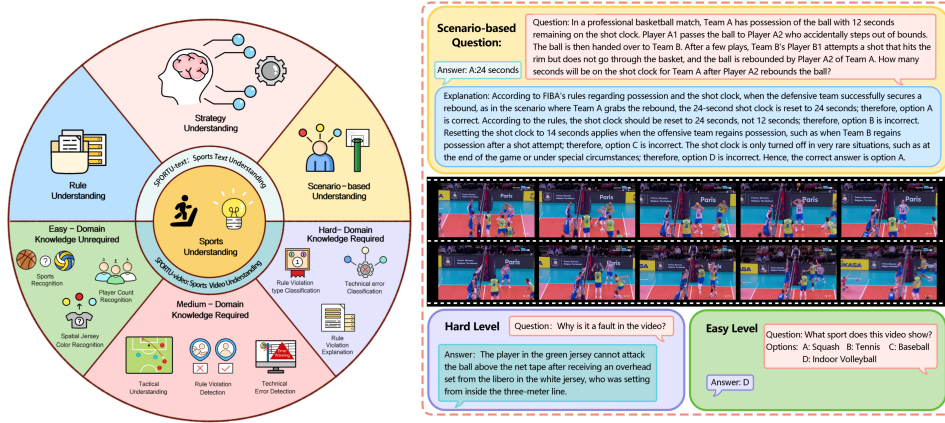 Strategy
Understanding
Rule
Understanding
Scenario-based
Understanding
SPORTU-text: Sports Text Understanding
Sports
Understanding
SPORTU-video: Sports Video Understanding
Easy - Domain
Knowledge Unrequired
Sports
Recognition
Player Count
Recognition
Spatial Jersey
Color Recognition
Medium - Domain
Knowledge Required
Tactical
Understanding
Rule Violation
Detection
Technical
Error Detection
Hard- Domain
Knowledge Required
Rule Violation
type Classification
Technical error
Classification
Rule
Violation
Explanation
Scenario-based
Question:
Question: In a professional basketball match, Team A has possession of the ball with 12 seconds
remaining on the shot clock. Player A1 passes the ball to Player A2 who accidentally steps out of bounds.
The ball is then handed over to Team B. After a few plays, Team B's Player B1 attempts a shot that hits the
rim but does not go through the basket, and the ball is rebounded by Player A2 of Team A. How many
seconds will be on the shot clock for Team A after Player A2 rebounds the ball?
Answer: A:24 seconds
Explanation: According to FIBA's rules regarding possession and the shot clock, when the defensive team successfully secures a
rebound, as in the scenario where Team A grabs the rebound, the 24-second shot clock is reset to 24 seconds; therefore, option A
is correct. According to the rules, the shot clock should be reset to 24 seconds, not 12 seconds; therefore, option B is incorrect.
Resetting the shot clock to 14 seconds applies when the offensive team regains possession, such as when Team B regains
possession after a shot attempt; therefore, option C is incorrect. The shot clock is only turned off in very rare situations, such as at
the end of the game or under special circumstances; therefore, option D is incorrect. Hence, the correct answer is option A.
Paris
Paris
Paris
Paris
Hard Level
Question: Why is it a fault in the video?
Answer: The player in the green jersey cannot attack
the ball above the net tape after receiving an overhead
set from the libero in the white jersey, who was setting
from inside the three-meter line.
Easy Level
Question: What sport does this video show?
Options: A: Squash B: Tennis C: Baseball
D: Indoor Volleyball
Answer: D